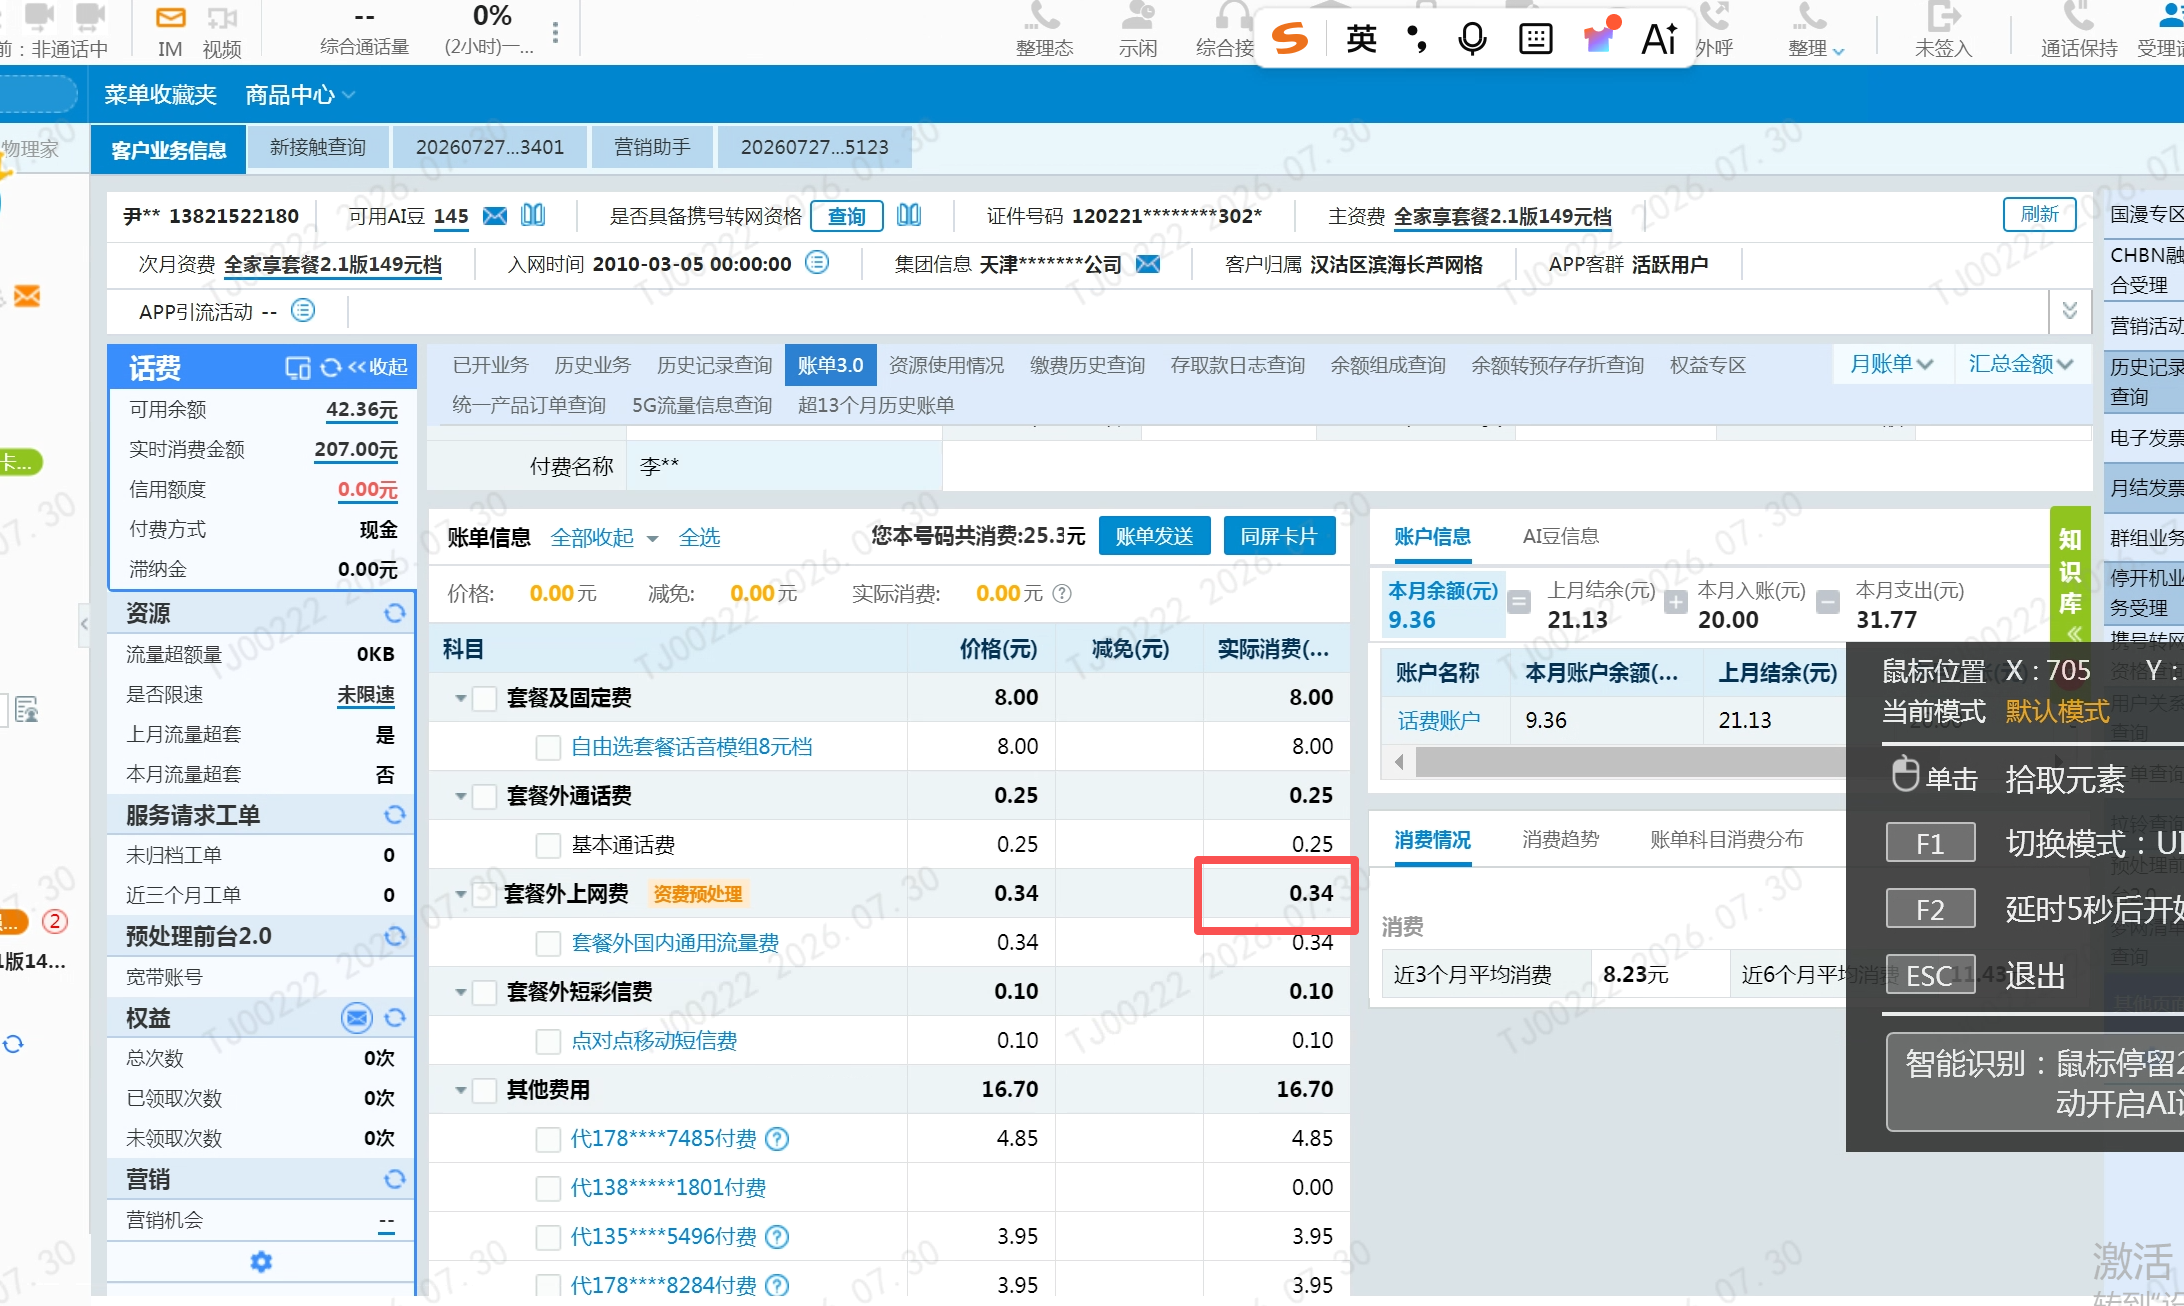 前：非通话中
IM
视频
--
综合通话量
0%
(2小时)一...
整理态
示闲
综合接
英
Ai
外呼
整理
未签入
通话保持
菜单收藏夹
商品中心
物理家
客户业务信息
新接触查询
20260727...3401
营销助手
20260727...5123
尹** 13821522180
可用AI豆 145
是否具备携号转网资格 查询
证件号码 120221********302*
主资费 全家享套餐2.1版149元档
刷新
次月资费 全家享套餐2.1版149元档
入网时间 2010-03-05 00:00:00
集团信息 天津*******公司
客户归属 汉沽区滨海长芦网格
APP客群 活跃用户
APP引流活动 --
话费
<<收起
可用余额 42.36元
实时消费金额 207.00元
信用额度 0.00元
付费方式 现金
滞纳金 0.00元
资源
流量超额量 0KB
是否限速 未限速
上月流量超套 是
本月流量超套 否
服务请求工单
未归档工单 0
近三个月工单 0
预处理前台2.0
宽带账号
权益
总次数 0次
已领取次数 0次
未领取次数 0次
营销
营销机会 --
卡...
2
版14...
已开业务
历史业务
历史记录查询
账单3.0
资源使用情况
缴费历史查询
存取款日志查询
余额组成查询
余额转预存存折查询
权益专区
月账单
汇总金额
统一产品订单查询
5G流量信息查询
超13个月历史账单
付费名称 李**
账单信息
全部收起
全选
您本号码共消费:25.3元
账单发送
同屏卡片
价格: 0.00 元
减免: 0.00 元
实际消费: 0.00 元
科目 价格(元) 减免(元) 实际消费(...
套餐及固定费 8.00 8.00
自由选套餐话音模组8元档 8.00 8.00
套餐外通话费 0.25 0.25
基本通话费 0.25 0.25
套餐外上网费 资费预处理 0.34 0.34
套餐外国内通用流量费 0.34 0.34
套餐外短彩信费 0.10 0.10
点对点移动短信费 0.10 0.10
其他费用 16.70 16.70
代178****7485付费 4.85 4.85
代138*****1801付费 0.00
代135****5496付费 3.95 3.95
代178****8284付费 3.95 3.95
账户信息
AI豆信息
本月余额(元) 9.36
上月结余(元) 21.13
本月入账(元) 20.00
本月支出(元) 31.77
账户名称 本月账户余额(... 上月结余(元)
话费账户 9.36 21.13
消费情况
消费趋势
账单科目消费分布
消费
近3个月平均消费 8.23元
近6个月平均消费 11.43
知识库
国漫专区
CHBN融
合受理
营销活动
历史记录
查询
电子发票
月结发票
群组业务
停开机业
务受理
携号转网
鼠标位置 X : 705 Y :
当前模式 默认模式
单击 拾取元素
F1 切换模式：UI
F2 延时5秒后开始
ESC 退出
智能识别：鼠标停留2
动开启AI
激活
TJ00222 2026.07.30